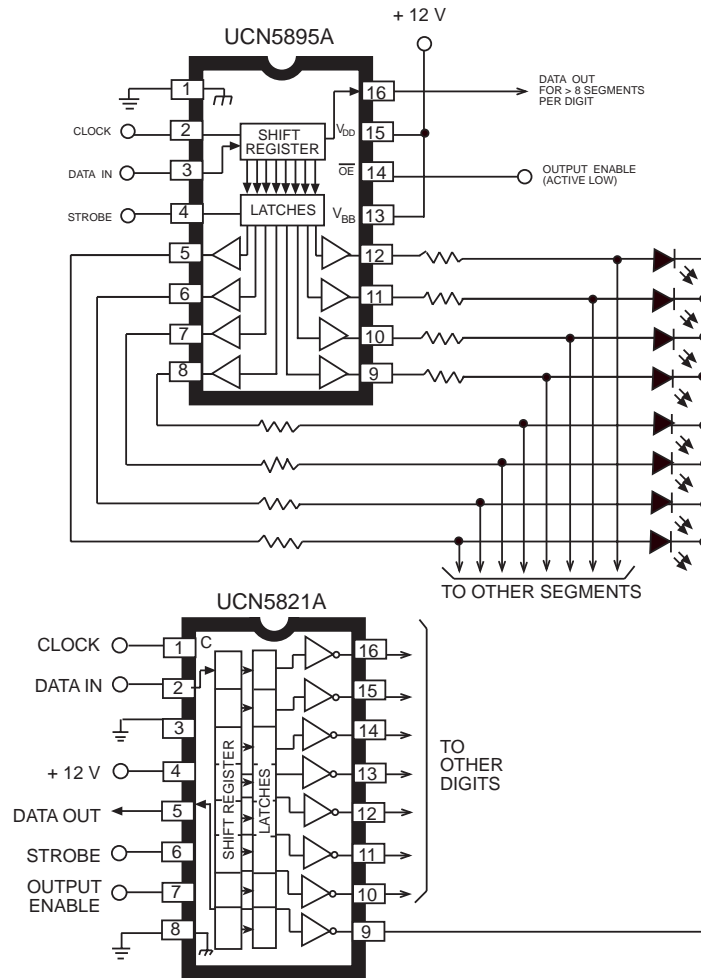 + 12 V
UCN5895A
1
16
DATA OUT
FOR > 8 SEGMENTS
PER DIGIT
CLOCK
2
SHIFT
REGISTER
VDD
15
DATA IN
3
OE
14
OUTPUT ENABLE
(ACTIVE LOW)
STROBE
4
LATCHES
VBB
13
5
12
6
11
7
10
8
9
TO OTHER SEGMENTS
UCN5821A
CLOCK
1
C
16
DATA IN
2
15
3
14
+ 12 V
4
13
DATA OUT
5
12
STROBE
6
11
OUTPUT
ENABLE
7
10
8
9
SHIFT REGISTER
LATCHES
TO
OTHER
DIGITS